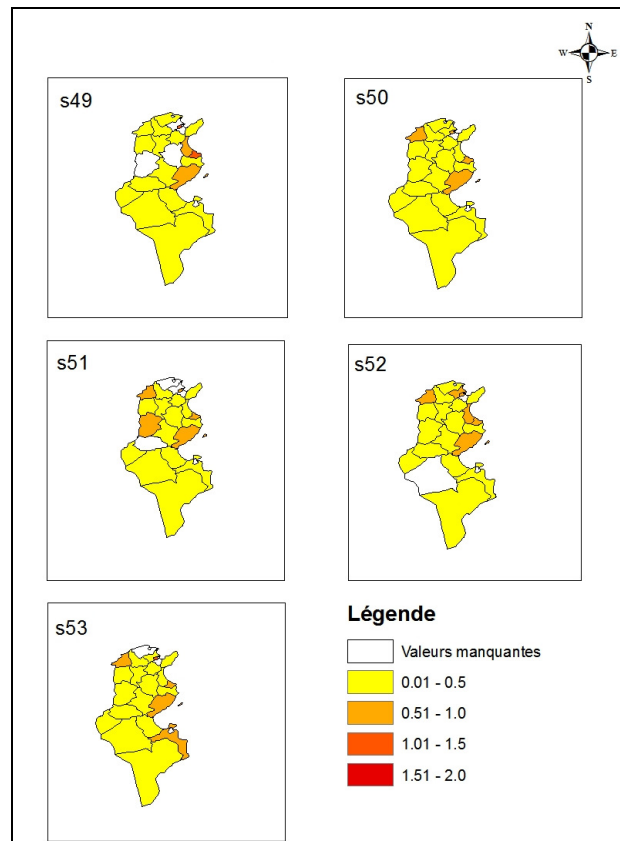 N
W E
S
s49
s50
s51
s52
s53
Légende
Valeurs manquantes
0.01 - 0.5
0.51 - 1.0
1.01 - 1.5
1.51 - 2.0